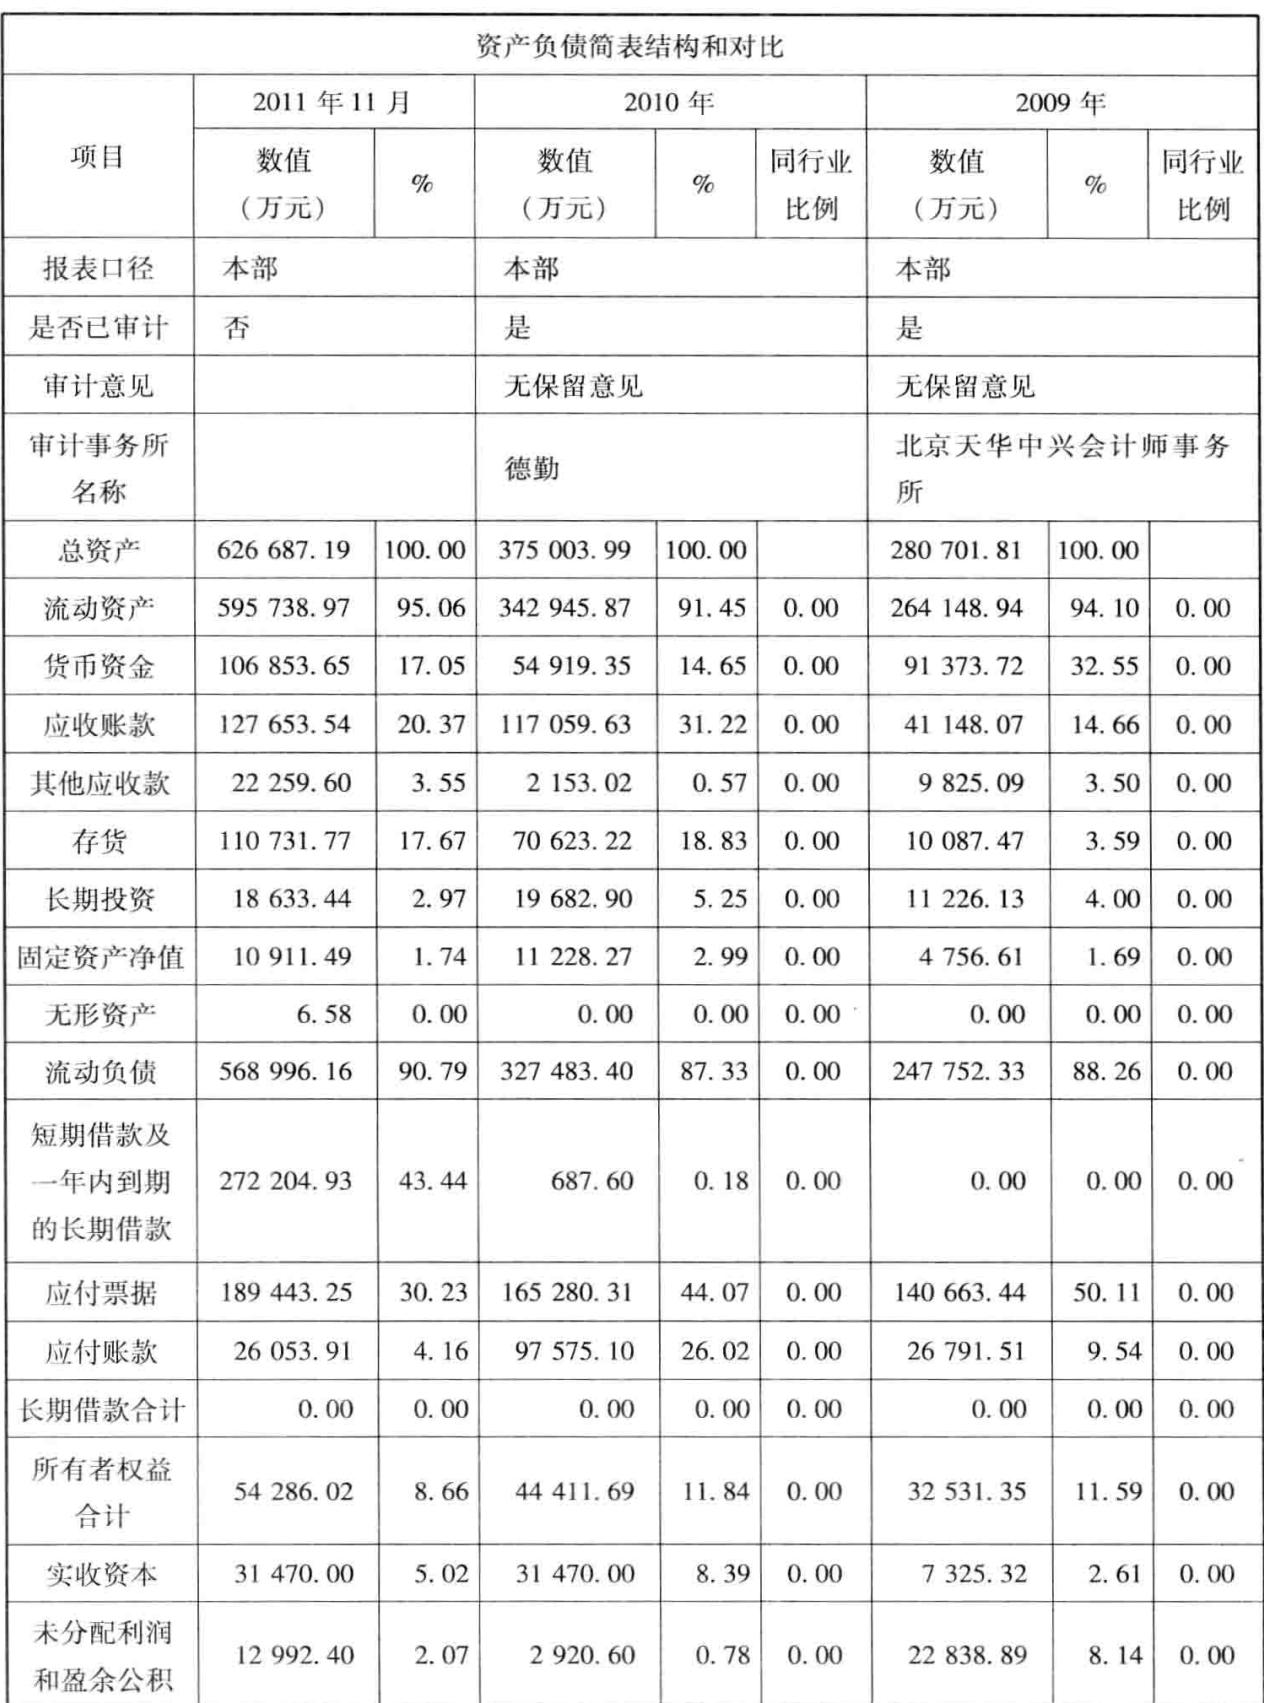 资产负债简表结构和对比
项目 2011 年 11 月 2010 年 2009 年
数值（万元） % 数值（万元） % 同行业比例 数值（万元） % 同行业比例
报表口径 本部 本部 本部
是否已审计 否 是 是
审计意见 无保留意见 无保留意见
审计事务所名称 德勤 北京天华中兴会计师事务所
总资产 626 687.19 100.00 375 003.99 100.00 280 701.81 100.00
流动资产 595 738.97 95.06 342 945.87 91.45 0.00 264 148.94 94.10 0.00
货币资金 106 853.65 17.05 54 919.35 14.65 0.00 91 373.72 32.55 0.00
应收账款 127 653.54 20.37 117 059.63 31.22 0.00 41 148.07 14.66 0.00
其他应收款 22 259.60 3.55 2 153.02 0.57 0.00 9 825.09 3.50 0.00
存货 110 731.77 17.67 70 623.22 18.83 0.00 10 087.47 3.59 0.00
长期投资 18 633.44 2.97 19 682.90 5.25 0.00 11 226.13 4.00 0.00
固定资产净值 10 911.49 1.74 11 228.27 2.99 0.00 4 756.61 1.69 0.00
无形资产 6.58 0.00 0.00 0.00 0.00 0.00 0.00 0.00
流动负债 568 996.16 90.79 327 483.40 87.33 0.00 247 752.33 88.26 0.00
短期借款及一年内到期的长期借款 272 204.93 43.44 687.60 0.18 0.00 0.00 0.00 0.00
应付票据 189 443.25 30.23 165 280.31 44.07 0.00 140 663.44 50.11 0.00
应付账款 26 053.91 4.16 97 575.10 26.02 0.00 26 791.51 9.54 0.00
长期借款合计 0.00 0.00 0.00 0.00 0.00 0.00 0.00 0.00
所有者权益合计 54 286.02 8.66 44 411.69 11.84 0.00 32 531.35 11.59 0.00
实收资本 31 470.00 5.02 31 470.00 8.39 0.00 7 325.32 2.61 0.00
未分配利润和盈余公积 12 992.40 2.07 2 920.60 0.78 0.00 22 838.89 8.14 0.00